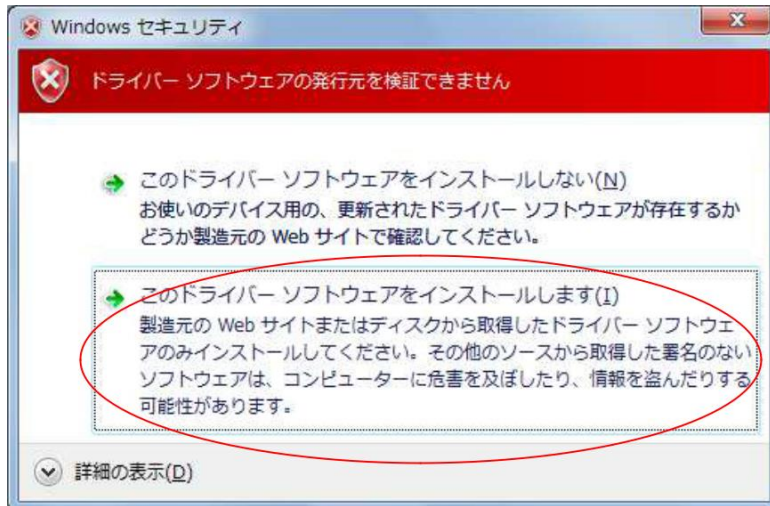 Windows セキュリティ
ドライバー ソフトウェアの発行元を検証できません
このドライバー ソフトウェアをインストールしない(N)
お使いのデバイス用の、更新されたドライバー ソフトウェアが存在するか
どうか製造元の Web サイトで確認してください。
このドライバー ソフトウェアをインストールします(I)
製造元の Web サイトまたはディスクから取得したドライバー ソフトウェ
アのみインストールしてください。その他のソースから取得した署名のない
ソフトウェアは、コンピューターに危害を及ぼしたり、情報を盗んだりする
可能性があります。
詳細の表示(D)